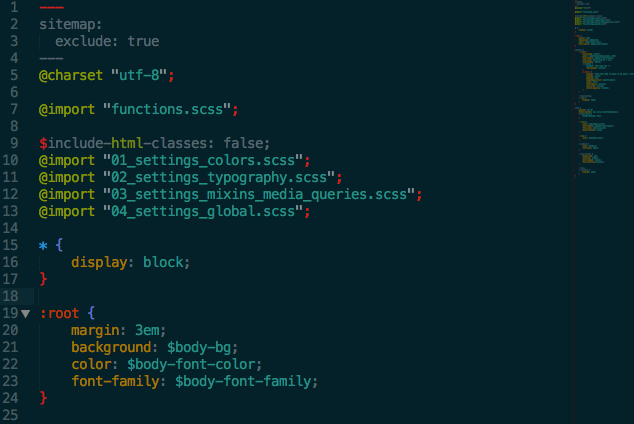 1 ---
2 sitemap:
3   exclude: true
4 ---
5 @charset "utf-8";
6
7 @import "functions.scss";
8
9 $include-html-classes: false;
10 @import "01_settings_colors.scss";
11 @import "02_settings_typography.scss";
12 @import "03_settings_mixins_media_queries.scss";
13 @import "04_settings_global.scss";
14
15 * {
16     display: block;
17 }
18
19 :root {
20     margin: 3em;
21     background: $body-bg;
22     color: $body-font-color;
23     font-family: $body-font-family;
24 }
25